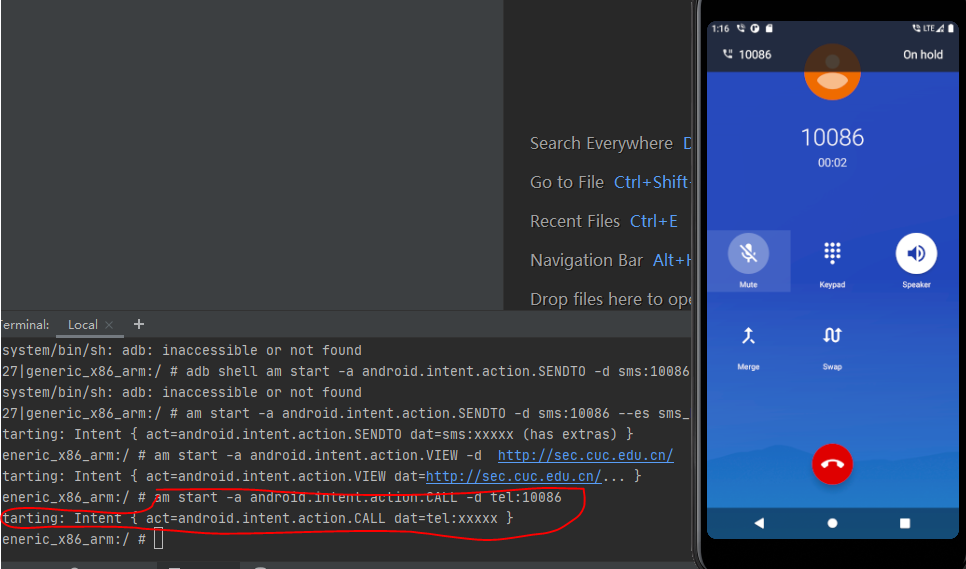 Search Everywhere D
Go to File Ctrl+Shift+
Recent Files Ctrl+E
Navigation Bar Alt+H
Drop files here to ope
Terminal: Local × +
system/bin/sh: adb: inaccessible or not found
27|generic_x86_arm:/ # adb shell am start -a android.intent.action.SENDTO -d sms:10086
system/bin/sh: adb: inaccessible or not found
27|generic_x86_arm:/ # am start -a android.intent.action.SENDTO -d sms:10086 --es sms_
tarting: Intent { act=android.intent.action.SENDTO dat=sms:xxxxx (has extras) }
eneric_x86_arm:/ # am start -a android.intent.action.VIEW -d  http://sec.cuc.edu.cn/
tarting: Intent { act=android.intent.action.VIEW dat=http://sec.cuc.edu.cn/... }
eneric_x86_arm:/ # am start -a android.intent.action.CALL -d tel:10086
tarting: Intent { act=android.intent.action.CALL dat=tel:xxxxx }
eneric_x86_arm:/ #
1:16 LTE
10086 On hold
10086
00:02
Mute Keypad Speaker
Merge Swap